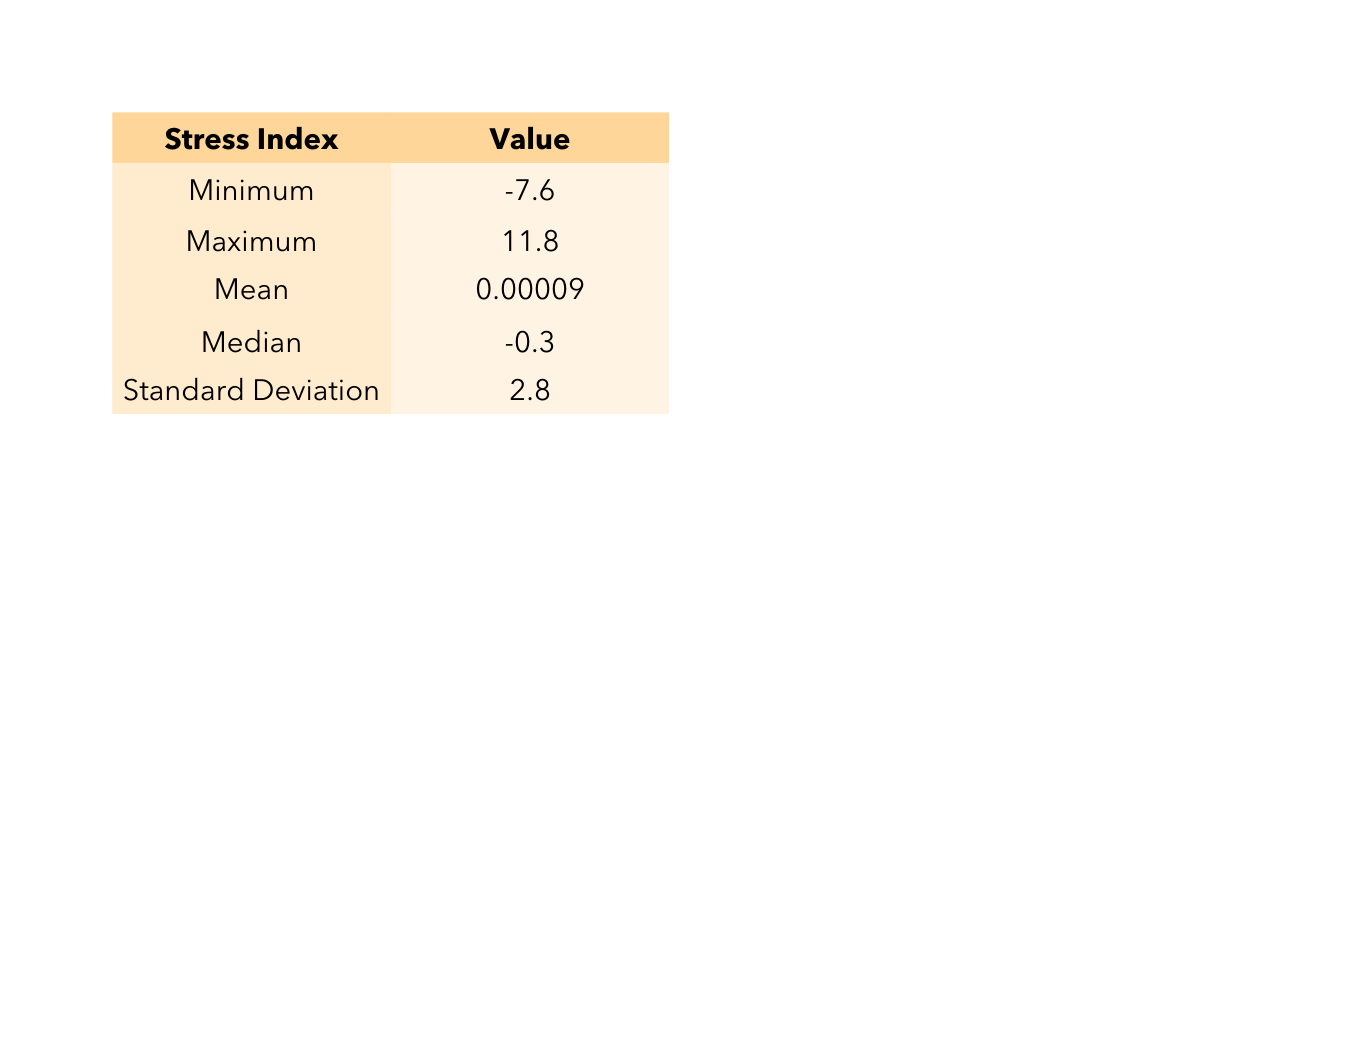 Stress Index Value
Minimum -7.6
Maximum 11.8
Mean 0.00009
Median -0.3
Standard Deviation 2.8